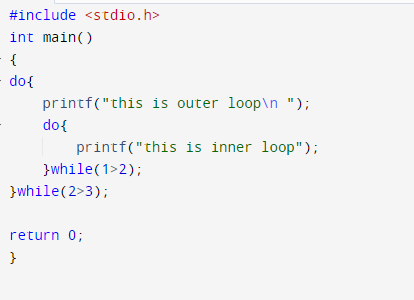 #include <stdio.h>
int main()
{
do{
    printf("this is outer loop\n ");
    do{
        printf("this is inner loop");
    }while(1>2);
}while(2>3);

return 0;
}